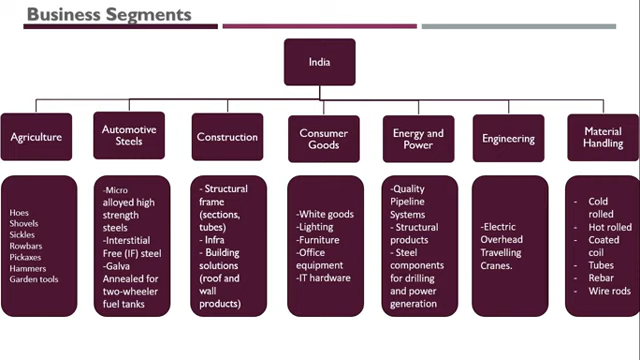 Business Segments
India
Agriculture
Automotive
Steels
Construction
Consumer
Goods
Energy and
Power
Engineering
Material
Handling
Hoes
Shovels
Sickles
Rowbars
Pickaxes
Hammers
Garden tools
-Micro
alloyed high
strength
steels
-Interstitial
Free (IF) steel
-Galva
Annealed for
two-wheeler
fuel tanks
- Structural
frame
(sections,
tubes)
- Infra
- Building
solutions
(roof and
wall
products)
-White goods
-Lighting
-Furniture
-Office
equipment
-IT hardware
-Quality
Pipeline
Systems
- Structural
products
- Steel
components
for drilling
and power
generation
-Electric
Overhead
Travelling
Cranes.
- Cold
rolled
- Hot rolled
- Coated
coil
- Tubes
- Rebar
- Wire rods